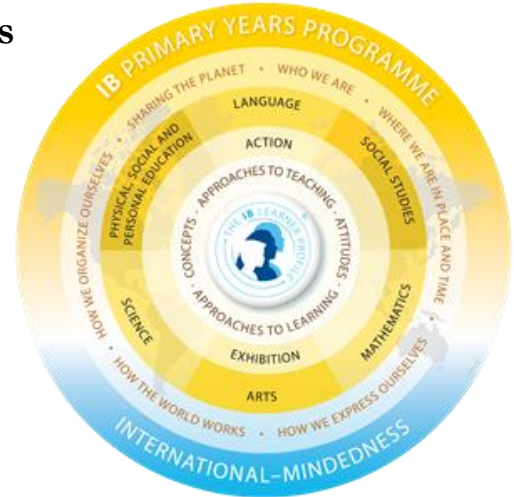 s
IB PRIMARY YEARS PROGRAMME
SHARING THE PLANET • WHO WE ARE • WHERE WE ARE IN PLACE AND TIME • HOW WE EXPRESS OURSELVES • HOW THE WORLD WORKS • HOW WE ORGANIZE OURSELVES •
LANGUAGE
SOCIAL STUDIES
MATHEMATICS
ARTS
SCIENCE
PHYSICAL, SOCIAL AND
PERSONAL EDUCATION
ACTION
EXHIBITION
APPROACHES TO TEACHING • ATTITUDES • APPROACHES TO LEARNING • CONCEPTS •
THE IB LEARNER PROFILE
INTERNATIONAL–MINDEDNESS